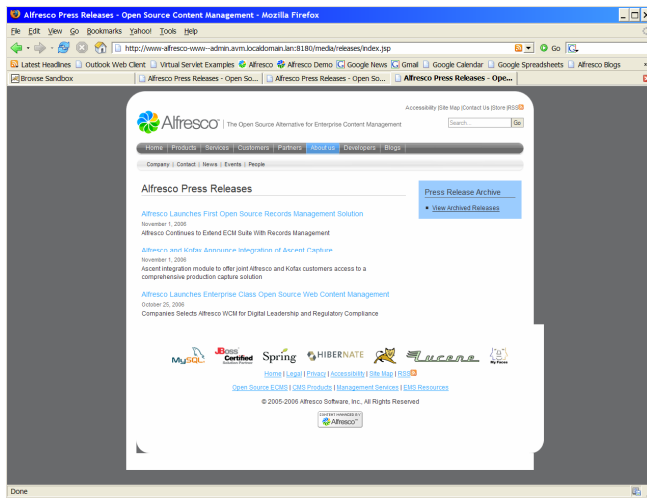 Alfresco Press Releases - Open Source Content Management - Mozilla Firefox
File Edit View Go Bookmarks Yahoo! Tools Help
http://www-alfresco-www--admin.avm.localdomain.lan:8180/media/releases/index.jsp Go
Latest Headlines Outlook Web Client Virtual Servlet Examples Alfresco Alfresco Demo Google News Gmail Google Calendar Google Spreadsheets Alfresco Blogs
Browse Sandbox Alfresco Press Releases - Open So... Alfresco Press Releases - Open So... Alfresco Press Releases - Ope...
Accessibility |Site Map |Contact Us |Store |RSS
Alfresco The Open Source Alternative for Enterprise Content Management Search... Go
Home | Products | Services | Customers | Partners | About us | Developers | Blogs |
Company | Contact | News | Events | People
Alfresco Press Releases
Press Release Archive
View Archived Releases
Alfresco Launches First Open Source Records Management Solution
November 1, 2006
Alfresco Continues to Extend ECM Suite With Records Management
Alfresco and Kofax Announce Integration of Ascent Capture
November 1, 2006
Ascent integration module to offer joint Alfresco and Kofax customers access to a
comprehensive production capture solution
Alfresco Launches Enterprise Class Open Source Web Content Management
October 25, 2006
Companies Selects Alfresco WCM for Digital Leadership and Regulatory Compliance
MySQL JBoss Certified Solution Partner Spring HIBERNATE Lucene My Faces
Home | Legal | Privacy | Accessibility | Site Map | RSS
Open Source ECMS | CMS Products | Management Services | EMS Resources
© 2005-2006 Alfresco Software, Inc., All Rights Reserved
CONTENT MANAGED BY
Alfresco
Done